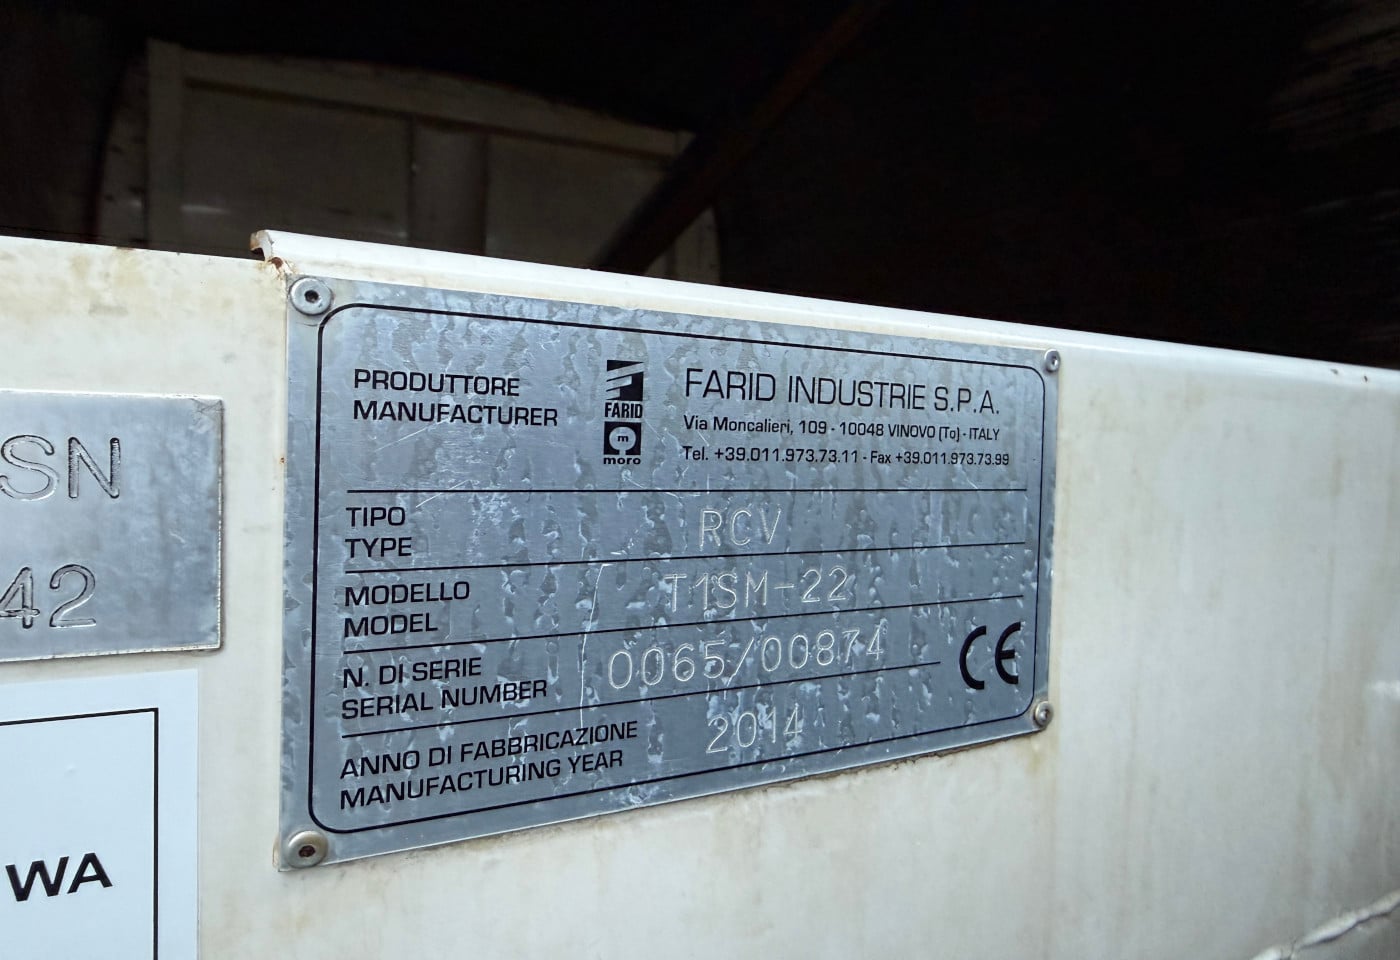 SN
42
WA
PRODUTTORE
MANUFACTURER
FARID
m
moro
FARID INDUSTRIE S.P.A.
Via Moncalieri, 109 - 10048 VINOVO (To) - ITALY
Tel. +39.011.973.73.11 - Fax +39.011.973.73.99
TIPO
TYPE
RCV
MODELLO
MODEL
T1SM-22
N. DI SERIE
SERIAL NUMBER
0065/00874
CE
ANNO DI FABBRICAZIONE
MANUFACTURING YEAR
2014